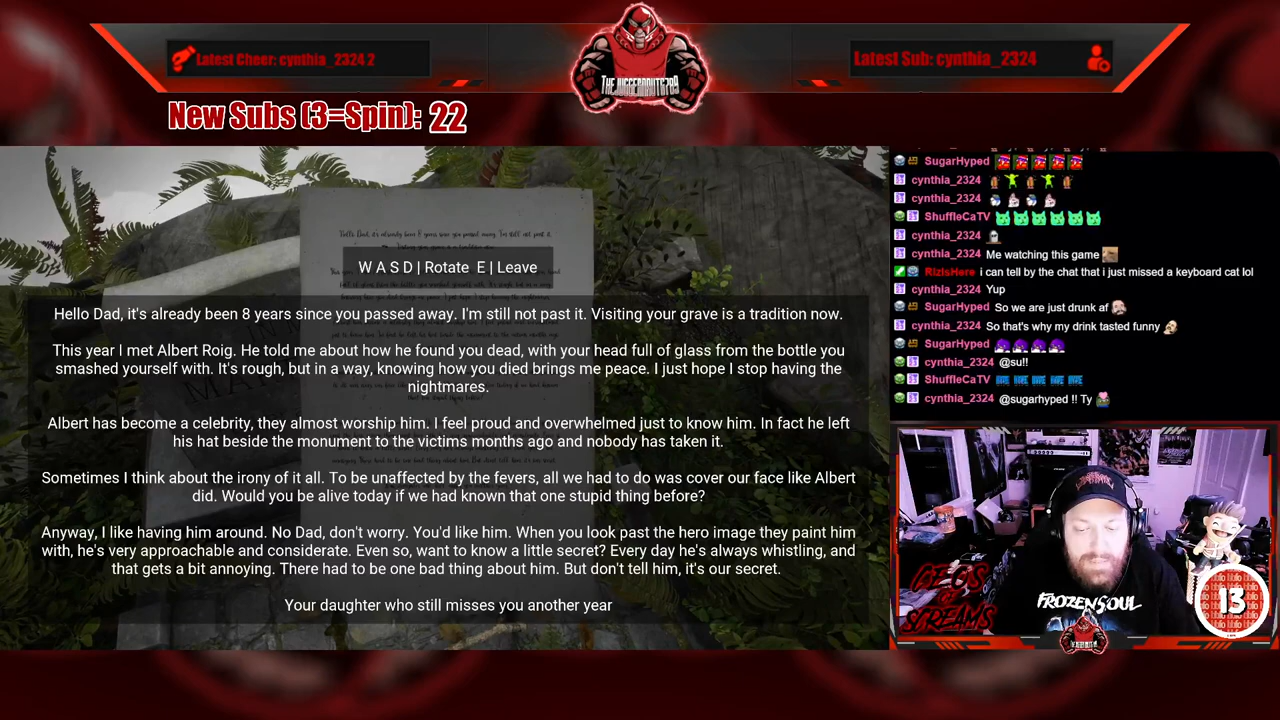 Latest Cheer: cynthia_2324 2
THEJUGGERNAUT6789
Latest Sub: cynthia_2324
New Subs (3=Spin): 22
W A S D | Rotate E | Leave
Hello Dad, it's already been 8 years since you passed away. I'm still not past it. Visiting your grave is a tradition now.
This year I met Albert Roig. He told me about how he found you dead, with your head full of glass from the bottle you
smashed yourself with. It's rough, but in a way, knowing how you died brings me peace. I just hope I stop having the
nightmares.
Albert has become a celebrity, they almost worship him. I feel proud and overwhelmed just to know him. In fact he left
his hat beside the monument to the victims months ago and nobody has taken it.
Sometimes I think about the irony of it all. To be unaffected by the fevers, all we had to do was cover our face like Albert
did. Would you be alive today if we had known that one stupid thing before?
Anyway, I like having him around. No Dad, don't worry. You'd like him. When you look past the hero image they paint him
with, he's very approachable and considerate. Even so, want to know a little secret? Every day he's always whistling, and
that gets a bit annoying. There had to be one bad thing about him. But don't tell him, it's our secret.
Your daughter who still misses you another year
SugarHyped
cynthia_2324
cynthia_2324
ShuffleCaTV
cynthia_2324
cynthia_2324 Me watching this game
RizIsHere i can tell by the chat that i just missed a keyboard cat lol
cynthia_2324 Yup
SugarHyped So we are just drunk af
cynthia_2324 So that's why my drink tasted funny
SugarHyped
cynthia_2324 @su!!
ShuffleCaTV HYPE HYPE HYPE HYPE
cynthia_2324 @sugarhyped !! Ty
FROZEN SOUL
13